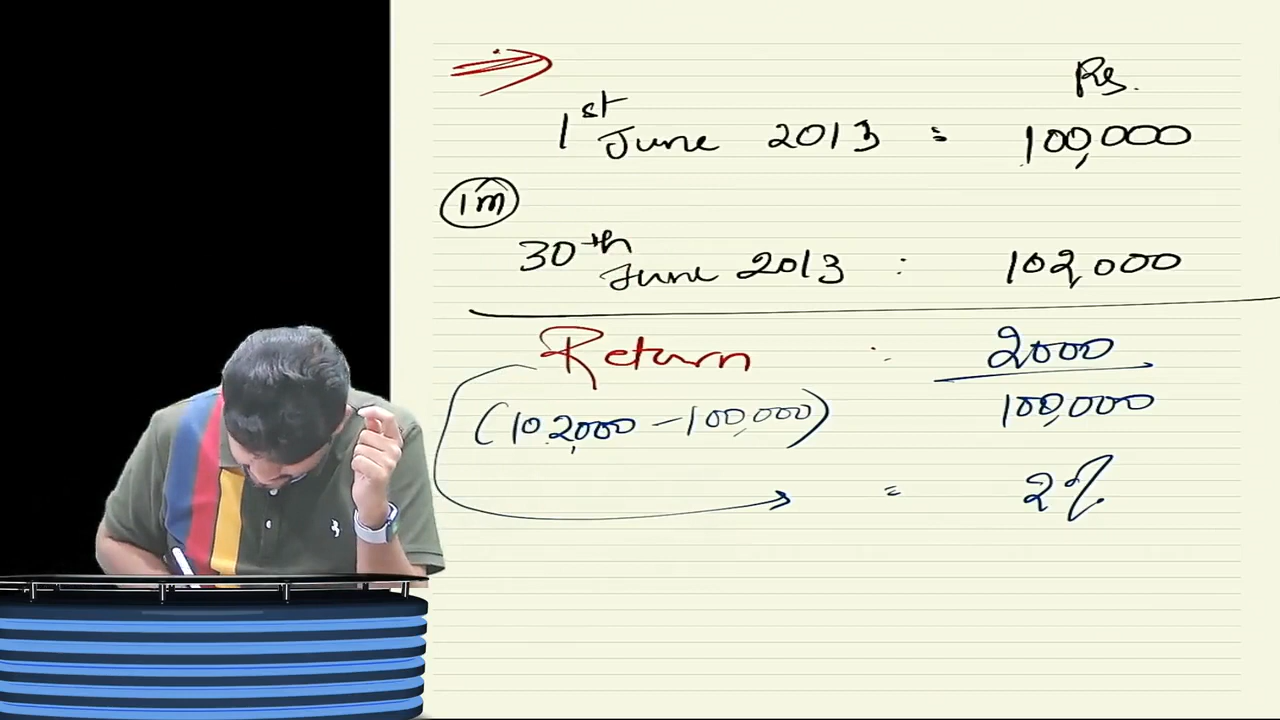 Rs.
1st June 2013 = 100,000
1m
30th June 2013 : 102,000
Return : 2000
(102,000 - 100,000) 100,000
= 2%